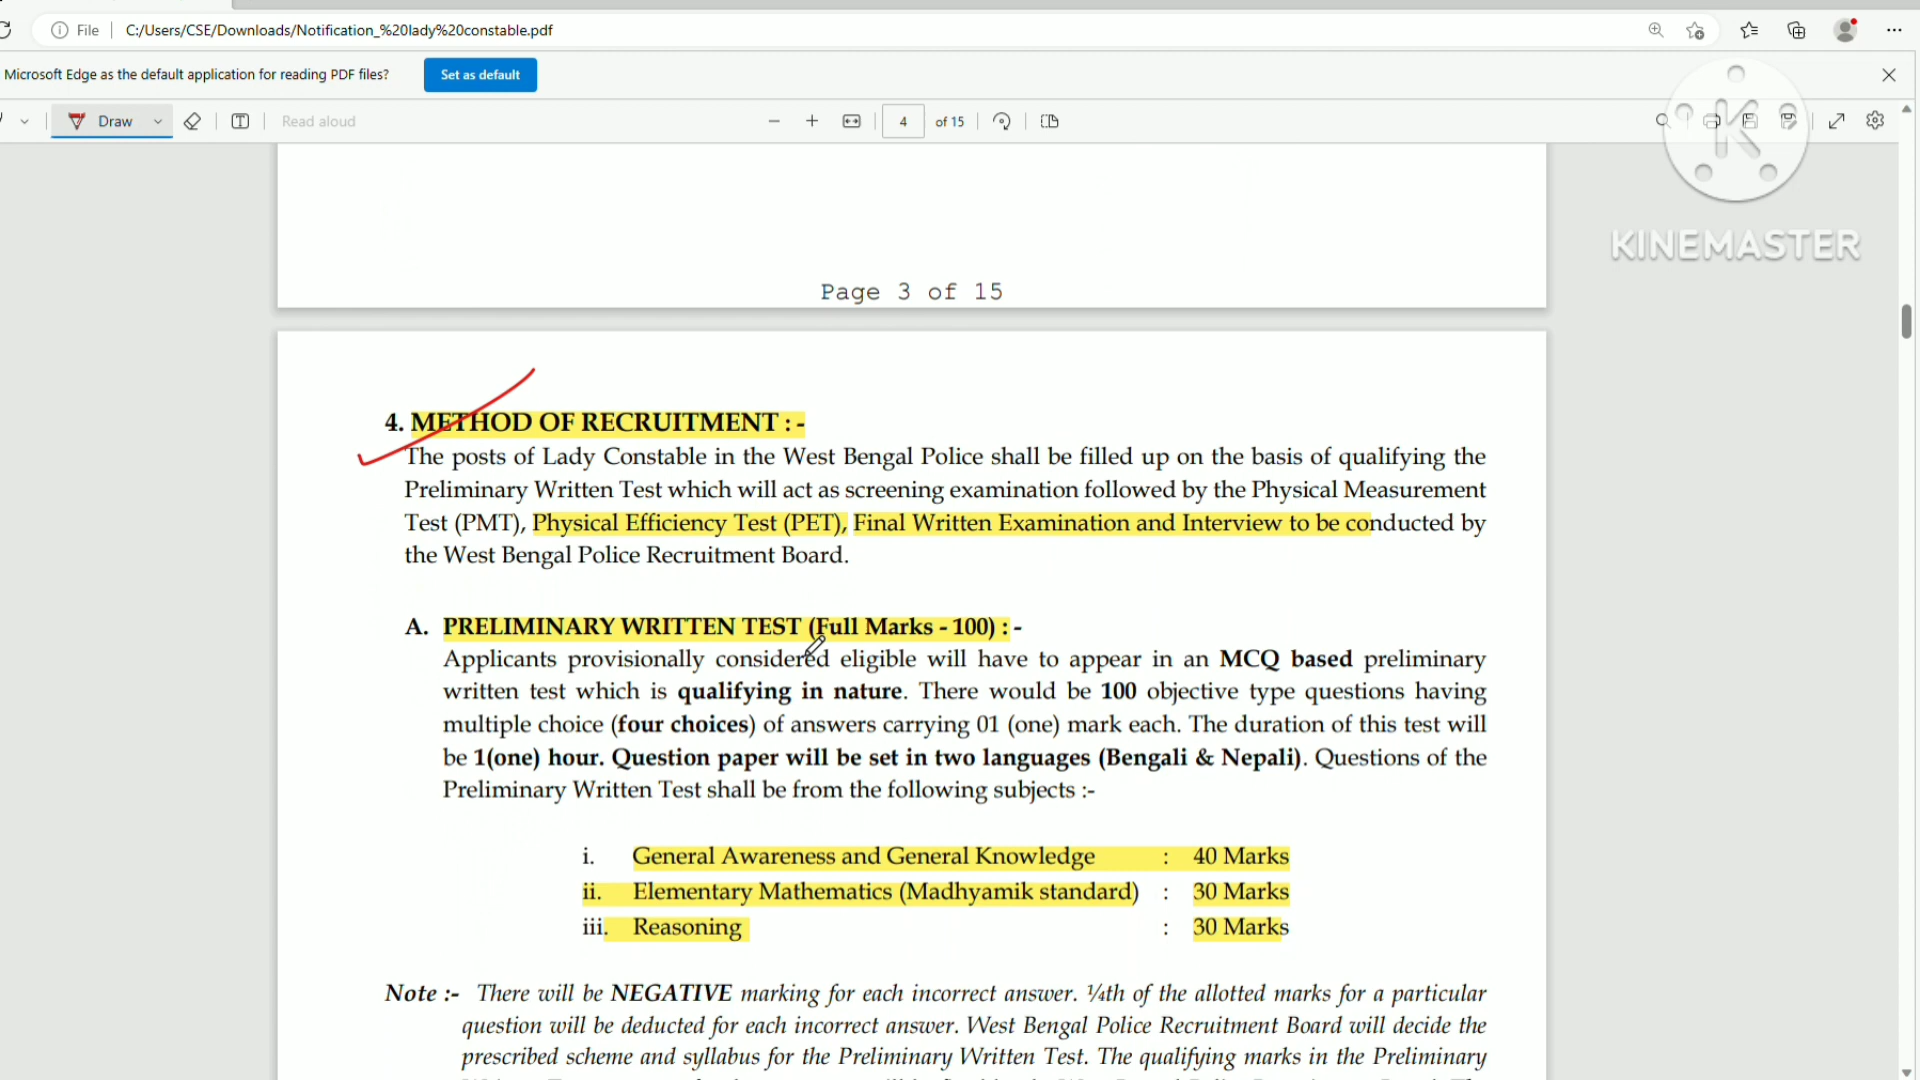 File
C:/Users/CSE/Downloads/Notification_%20lady%20constable.pdf
Microsoft Edge as the default application for reading PDF files?
Set as default
Draw
Read aloud
4
of 15
KINEMASTER
Page 3 of 15
4. METHOD OF RECRUITMENT : -
The posts of Lady Constable in the West Bengal Police shall be filled up on the basis of qualifying the
Preliminary Written Test which will act as screening examination followed by the Physical Measurement
Test (PMT), Physical Efficiency Test (PET), Final Written Examination and Interview to be conducted by
the West Bengal Police Recruitment Board.
A. PRELIMINARY WRITTEN TEST (Full Marks - 100) : -
Applicants provisionally considered eligible will have to appear in an MCQ based preliminary
written test which is qualifying in nature. There would be 100 objective type questions having
multiple choice (four choices) of answers carrying 01 (one) mark each. The duration of this test will
be 1(one) hour. Question paper will be set in two languages (Bengali & Nepali). Questions of the
Preliminary Written Test shall be from the following subjects :-
i. General Awareness and General Knowledge : 40 Marks
ii. Elementary Mathematics (Madhyamik standard) : 30 Marks
iii. Reasoning : 30 Marks
Note :- There will be NEGATIVE marking for each incorrect answer. ¼th of the allotted marks for a particular
question will be deducted for each incorrect answer. West Bengal Police Recruitment Board will decide the
prescribed scheme and syllabus for the Preliminary Written Test. The qualifying marks in the Preliminary